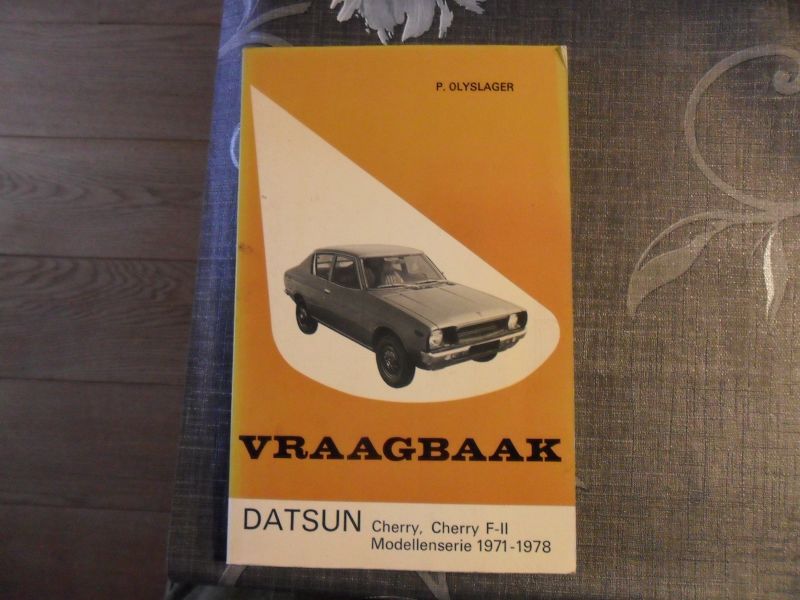 P. OLYSLAGER
VRAAGBAAK
DATSUN Cherry, Cherry F-II
Modellenserie 1971-1978